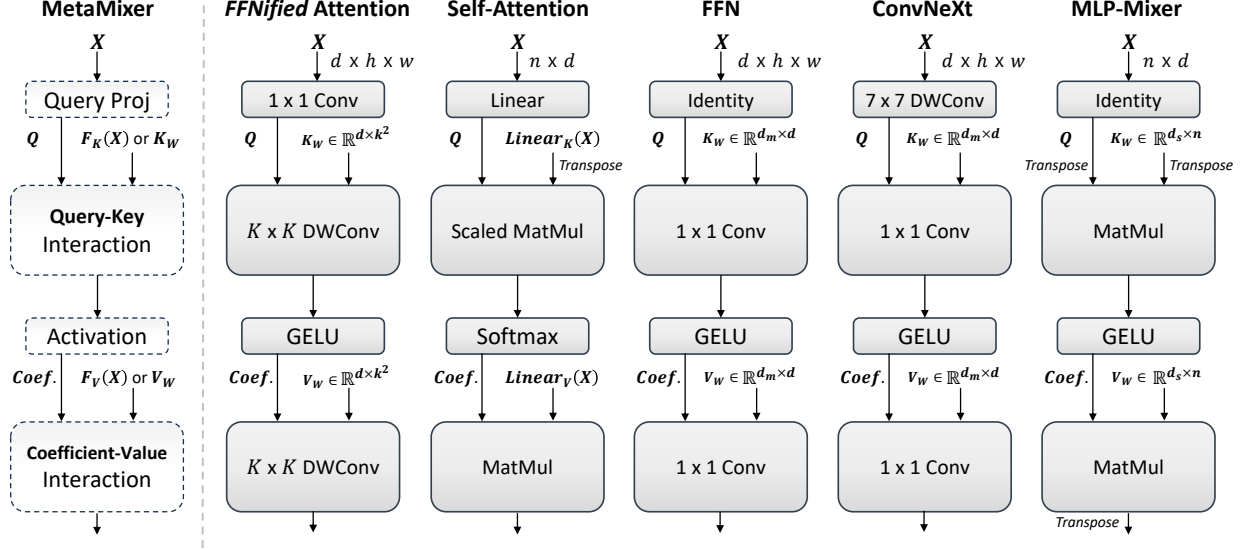 MetaMixer
Query Proj
Q F_K(X) or K_W
Query-Key
Interaction
Activation
Coef. F_V(X) or V_W
Coefficient-Value
Interaction
FFNified Attention
X
d x h x w
1 x 1 Conv
Q K_W ∈ ℝ^{d×k²}
K x K DWConv
GELU
Coef. V_W ∈ ℝ^{d×k²}
K x K DWConv
Self-Attention
X
n x d
Linear
Q Linear_K(X)
Transpose
Scaled MatMul
Softmax
Coef. Linear_V(X)
MatMul
FFN
X
d x h x w
Identity
Q K_W ∈ ℝ^{d_m×d}
1 x 1 Conv
GELU
Coef. V_W ∈ ℝ^{d_m×d}
1 x 1 Conv
ConvNeXt
X
d x h x w
7 x 7 DWConv
Q K_W ∈ ℝ^{d_m×d}
1 x 1 Conv
GELU
Coef. V_W ∈ ℝ^{d_m×d}
1 x 1 Conv
MLP-Mixer
X
n x d
Identity
Q K_W ∈ ℝ^{d_s×n}
Transpose Transpose
MatMul
GELU
Coef. V_W ∈ ℝ^{d_s×n}
MatMul
Transpose
X